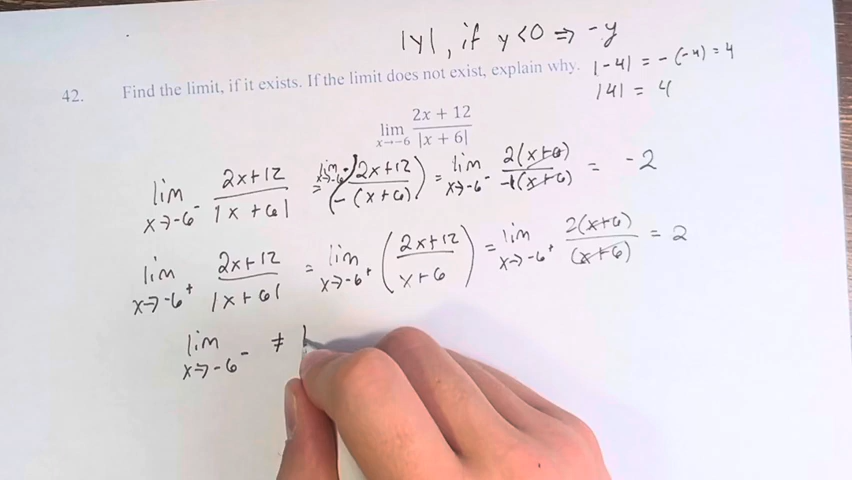 |y|, if y<0 ⇒ -y
|-4| = -(-4) = 4
|4| = 4
42. Find the limit, if it exists. If the limit does not exist, explain why.
lim x→-6 (2x + 12)/|x + 6|
lim x→-6⁻ (2x+12)/|x+6| = lim x→-6⁻ (2x+12)/(-(x+6)) = lim x→-6⁻ 2(x+6)/-1(x+6) = -2
lim x→-6⁺ (2x+12)/|x+6| = lim x→-6⁺ ((2x+12)/(x+6)) = lim x→-6⁺ 2(x+6)/(x+6) = 2
lim x→-6⁻ ≠